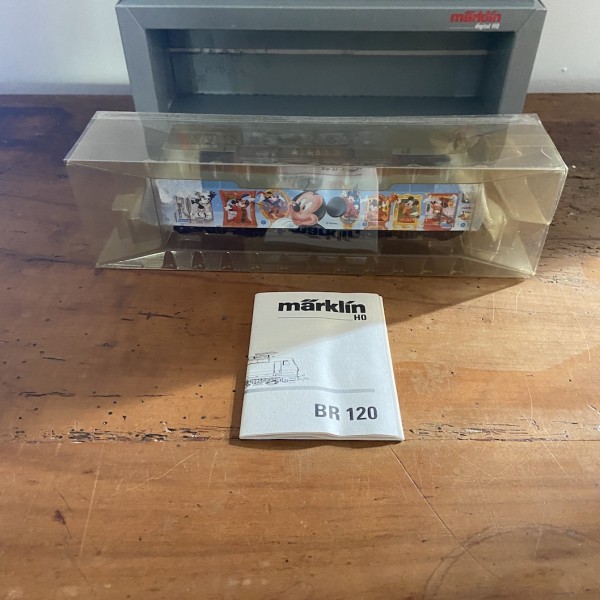 märklin
digital H0
märklin
H0
BR 120